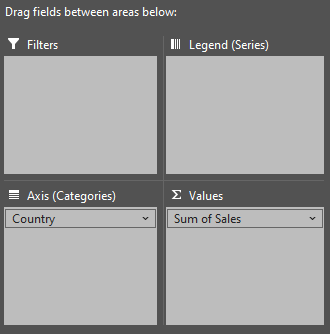 Drag fields between areas below:
Filters
Legend (Series)
Axis (Categories)
Σ Values
Country
Sum of Sales